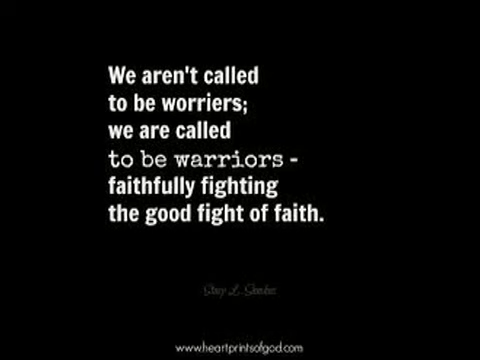 We aren't called
to be worriers;
we are called
to be warriors -
faithfully fighting
the good fight of faith.
www.heartprintsofgod.com